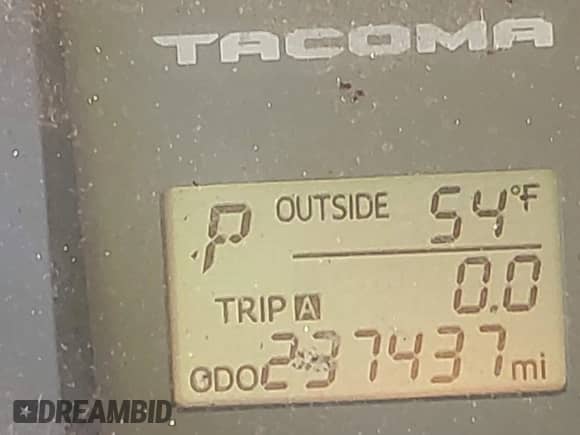 TACOMA
P OUTSIDE 54°F
TRIP A 0.0
ODO 237437 mi
DREAMBID